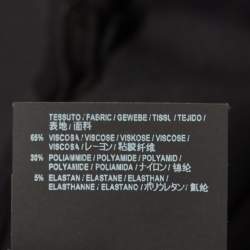 TESSUTO / FABRIC / GEWEBE / TISSU / TEJIDO /
表地 / 面料
65% VISCOSA / VISCOSE / VISKOSE / VISCOSE /
VISCOSA / レーヨン / 粘膠纤维
30% POLIAMMIDE / POLYAMIDE / POLYAMID /
POLYAMIDE / POLIAMIDA / ナイロン / 锦纶
5% ELASTAN / ELASTANE / ELASTHAN /
ELASTHANNE / ELASTANO / ポリウレタン / 氨纶